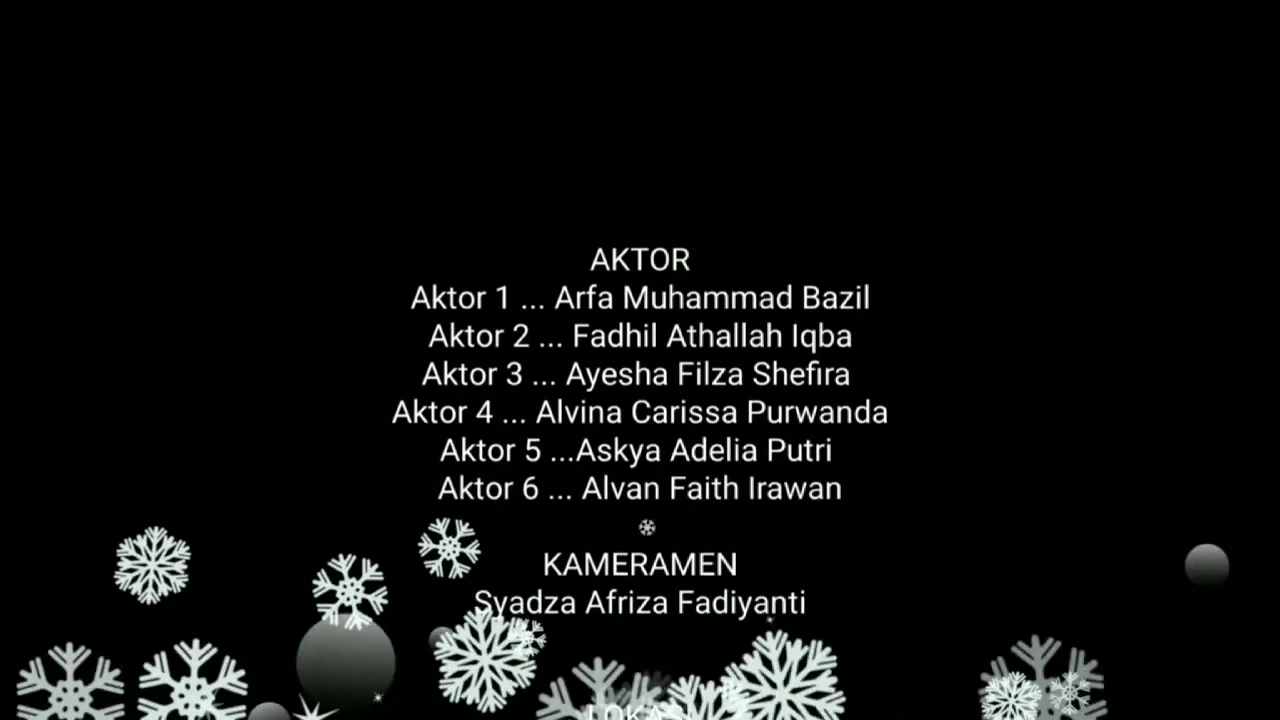 AKTOR
Aktor 1 ... Arfa Muhammad Bazil
Aktor 2 ... Fadhil Athallah Iqba
Aktor 3 ... Ayesha Filza Shefira
Aktor 4 ... Alvina Carissa Purwanda
Aktor 5 ...Askya Adelia Putri
Aktor 6 ... Alvan Faith Irawan
KAMERAMEN
Syadza Afriza Fadiyanti
LOKASI